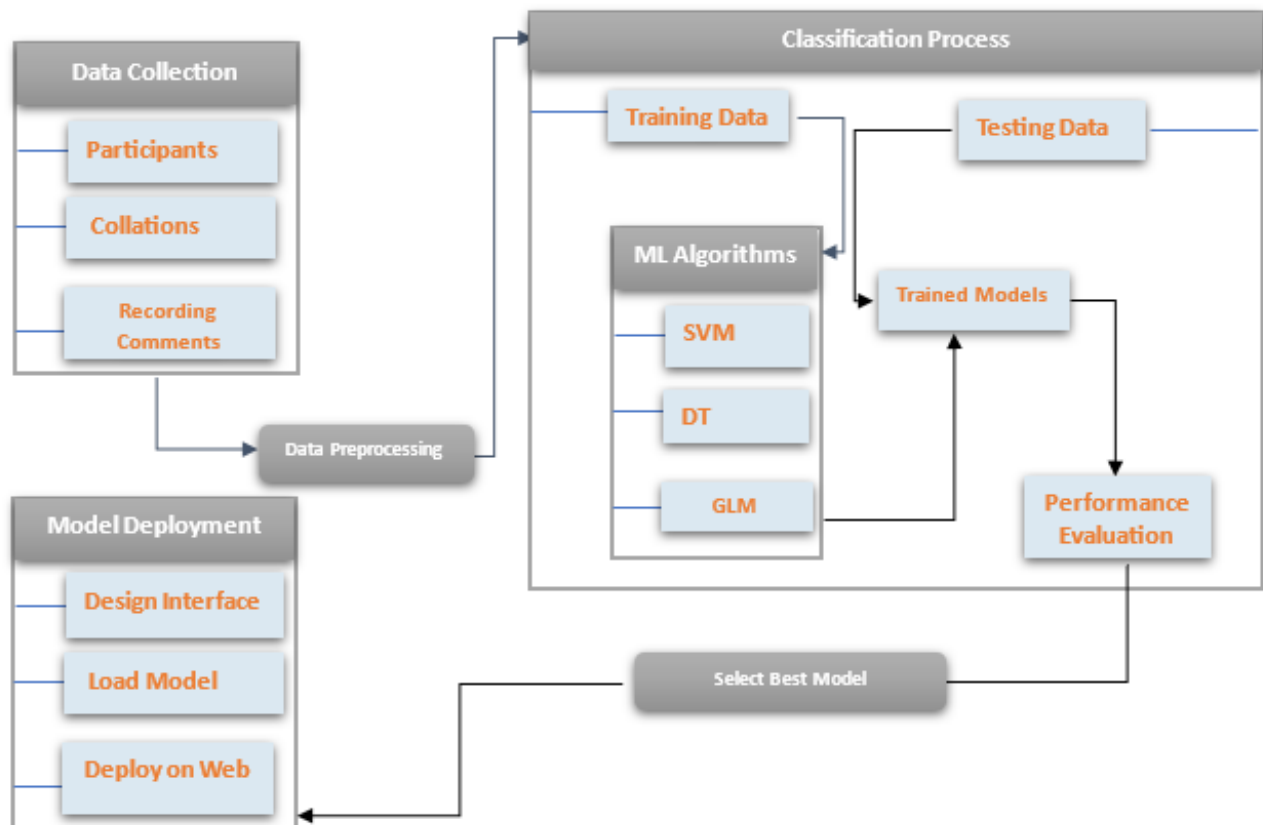 Data Collection
Participants
Collations
Recording
Comments
Data Preprocessing
Classification Process
Training Data
Testing Data
ML Algorithms
SVM
DT
GLM
Trained Models
Performance
Evaluation
Select Best Model
Model Deployment
Design Interface
Load Model
Deploy on Web